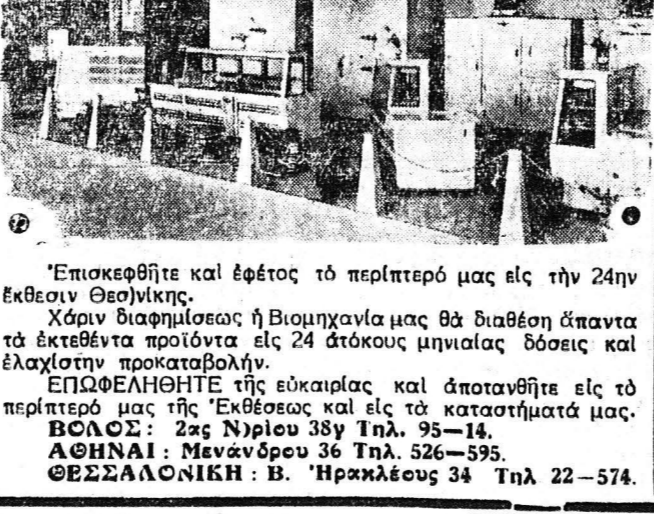 Ἐπισκεφθῆτε καὶ ἐφέτος τὸ περίπτερό μας εἰς τὴν 24ην
ἔκθεσιν Θεσ)νίκης.
Χάριν διαφημίσεως ἡ Βιομηχανία μας θὰ διαθέση ἅπαντα
τὰ ἐκτεθέντα προϊόντα εἰς 24 ἀτόκους μηνιαίας δόσεις καὶ
ἐλαχίστην προκαταβολήν.
ΕΠΩΦΕΛΗΘΗΤΕ τῆς εὐκαιρίας καὶ ἀποτανθῆτε εἰς τὸ
περίπτερό μας τῆς Ἐκθέσεως καὶ εἰς τὰ καταστήματά μας.
ΒΟΛΟΣ: 2ας Ν)ρίου 38γ Τηλ. 95—14.
ΑΘΗΝΑΙ: Μενάνδρου 36 Τηλ. 526—595.
ΘΕΣΣΑΛΟΝΙΚΗ: Β. Ἡρακλέους 34 Τηλ 22—574.